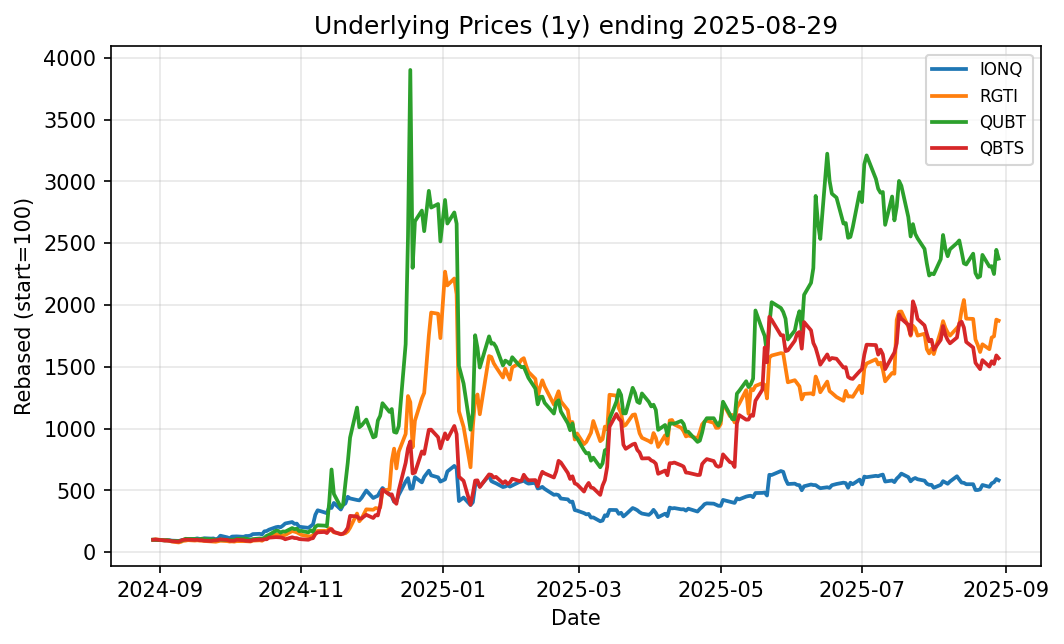 Underlying Prices (1y) ending 2025-08-29
4000
3500
3000
2500
2000
1500
1000
500
0
Rebased (start=100)
IONQ
RGTI
QUBT
QBTS
2024-09
2024-11
2025-01
2025-03
2025-05
2025-07
2025-09
Date